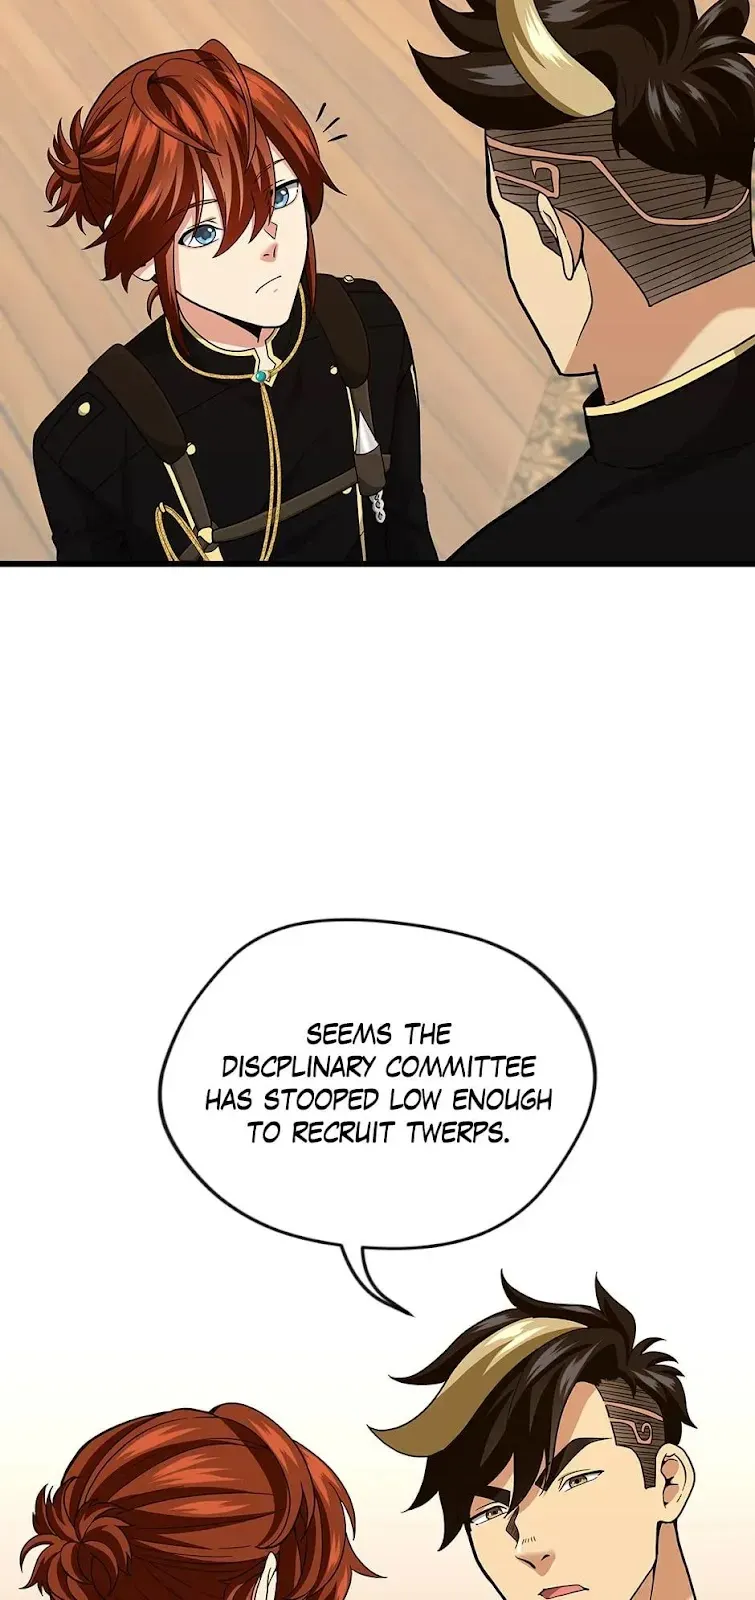 SEEMS THE
DISCPLINARY COMMITTEE
HAS STOOPED LOW ENOUGH
TO RECRUIT TWERPS.